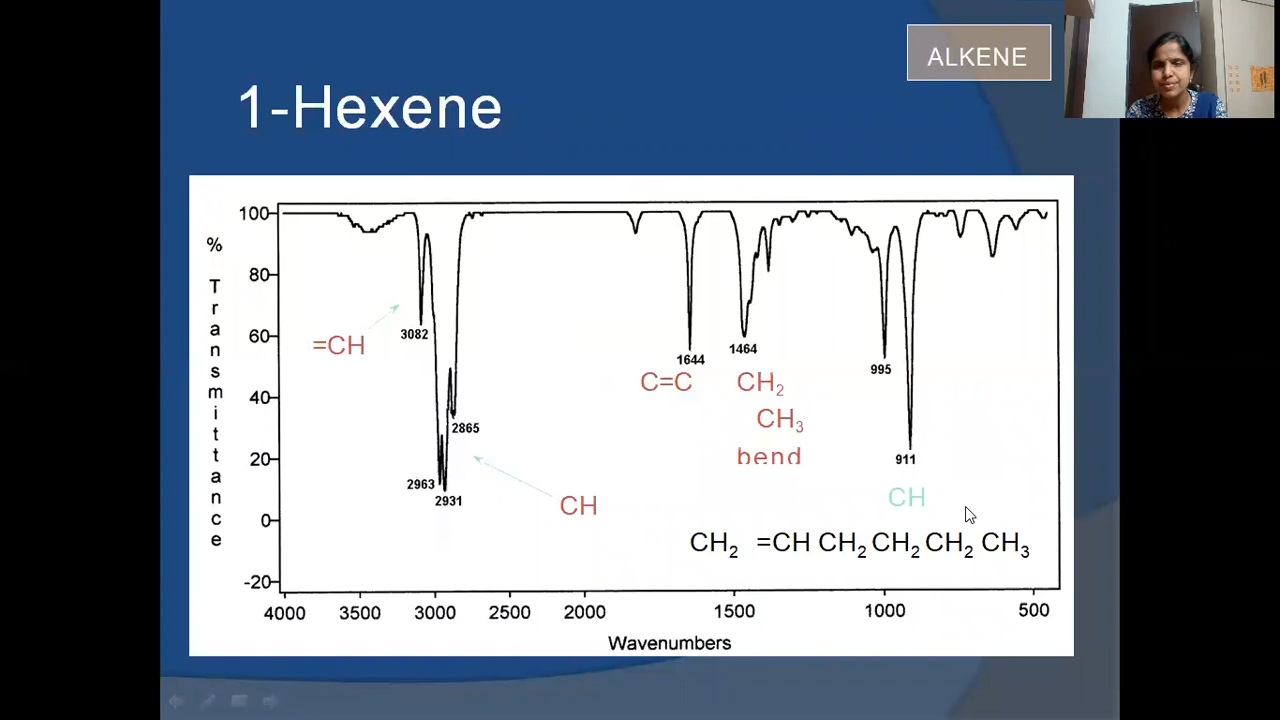 ALKENE
1-Hexene
%
Transmittance
100
80
60
40
20
0
-20
=CH
3082
2865
2963
2931
CH
1644
C=C
1464
CH2
CH3
bend
995
911
CH
CH2 =CH CH2 CH2 CH2 CH3
4000 3500 3000 2500 2000 1500 1000 500
Wavenumbers